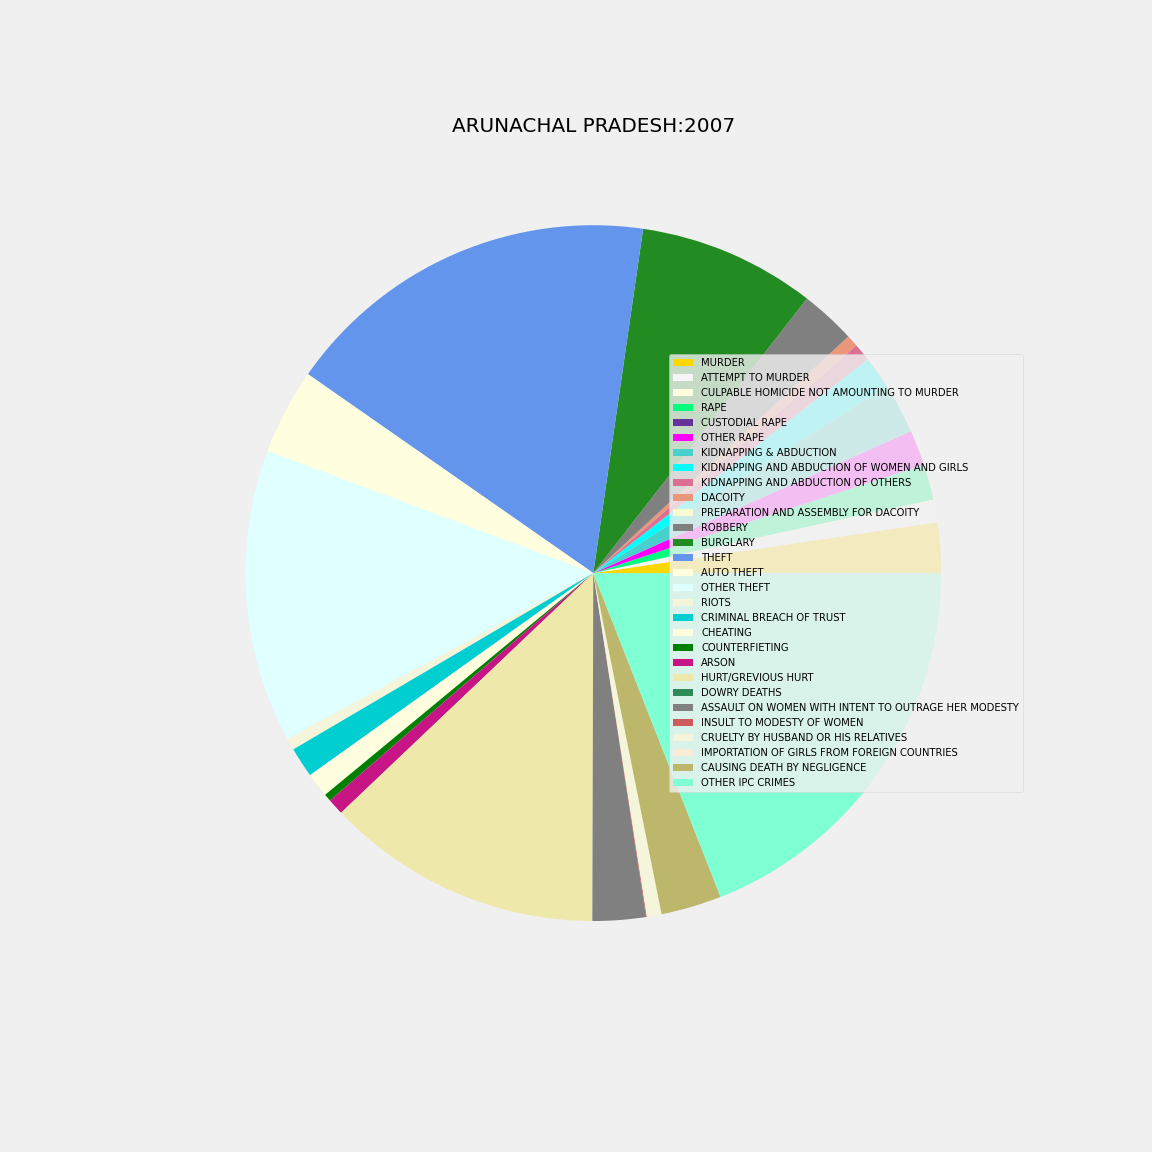 ARUNACHAL PRADESH:2007
MURDER
ATTEMPT TO MURDER
CULPABLE HOMICIDE NOT AMOUNTING TO MURDER
RAPE
CUSTODIAL RAPE
OTHER RAPE
KIDNAPPING & ABDUCTION
KIDNAPPING AND ABDUCTION OF WOMEN AND GIRLS
KIDNAPPING AND ABDUCTION OF OTHERS
DACOITY
PREPARATION AND ASSEMBLY FOR DACOITY
ROBBERY
BURGLARY
THEFT
AUTO THEFT
OTHER THEFT
RIOTS
CRIMINAL BREACH OF TRUST
CHEATING
COUNTERFIETING
ARSON
HURT/GREVIOUS HURT
DOWRY DEATHS
ASSAULT ON WOMEN WITH INTENT TO OUTRAGE HER MODESTY
INSULT TO MODESTY OF WOMEN
CRUELTY BY HUSBAND OR HIS RELATIVES
IMPORTATION OF GIRLS FROM FOREIGN COUNTRIES
CAUSING DEATH BY NEGLIGENCE
OTHER IPC CRIMES